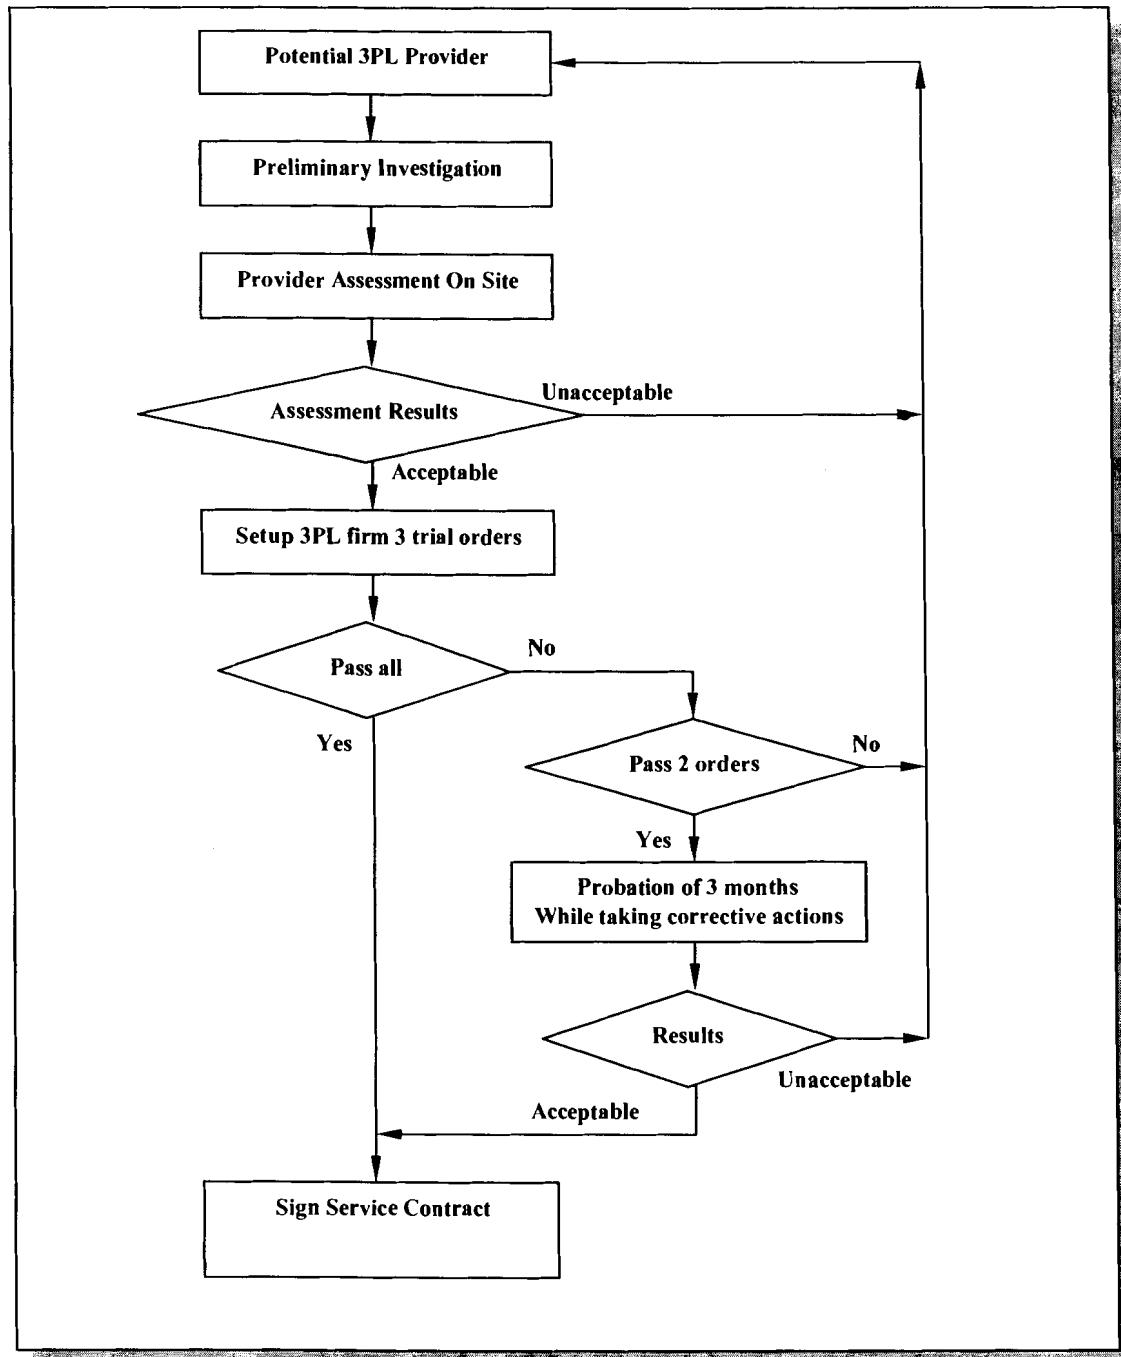 Potential 3PL Provider
Preliminary Investigation
Provider Assessment On Site
Unacceptable
Assessment Results
Acceptable
Setup 3PL firm 3 trial orders
No
Pass all
Yes
No
Pass 2 orders
Yes
Probation of 3 months
While taking corrective actions
Results
Unacceptable
Acceptable
Sign Service Contract